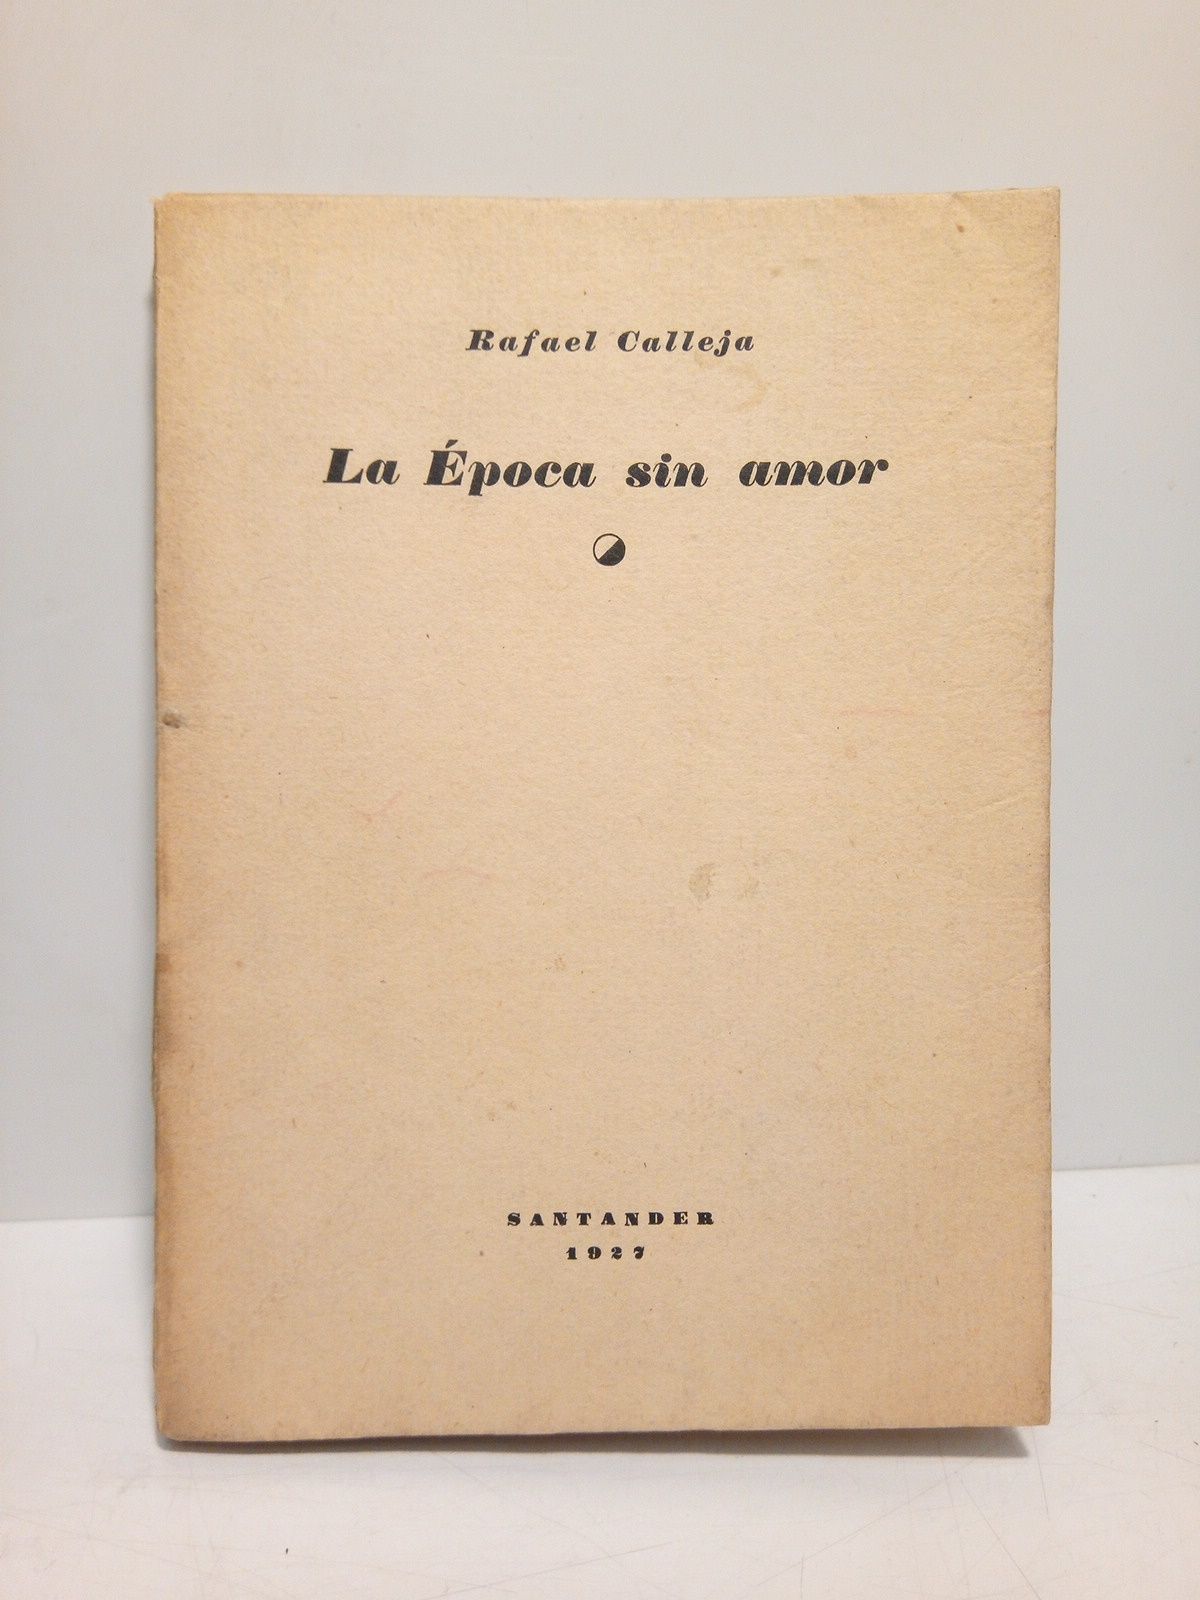 Rafael Calleja
La Época sin amor
SANTANDER
1927